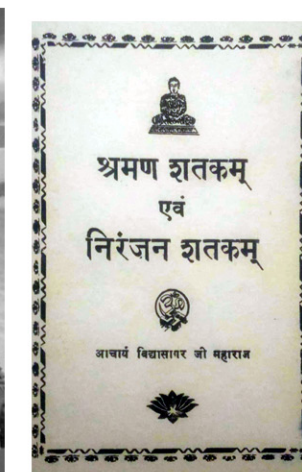 श्रमण शतकम्
एवं
निरंजन शतकम्
आचार्य विद्यासागर जी महाराज